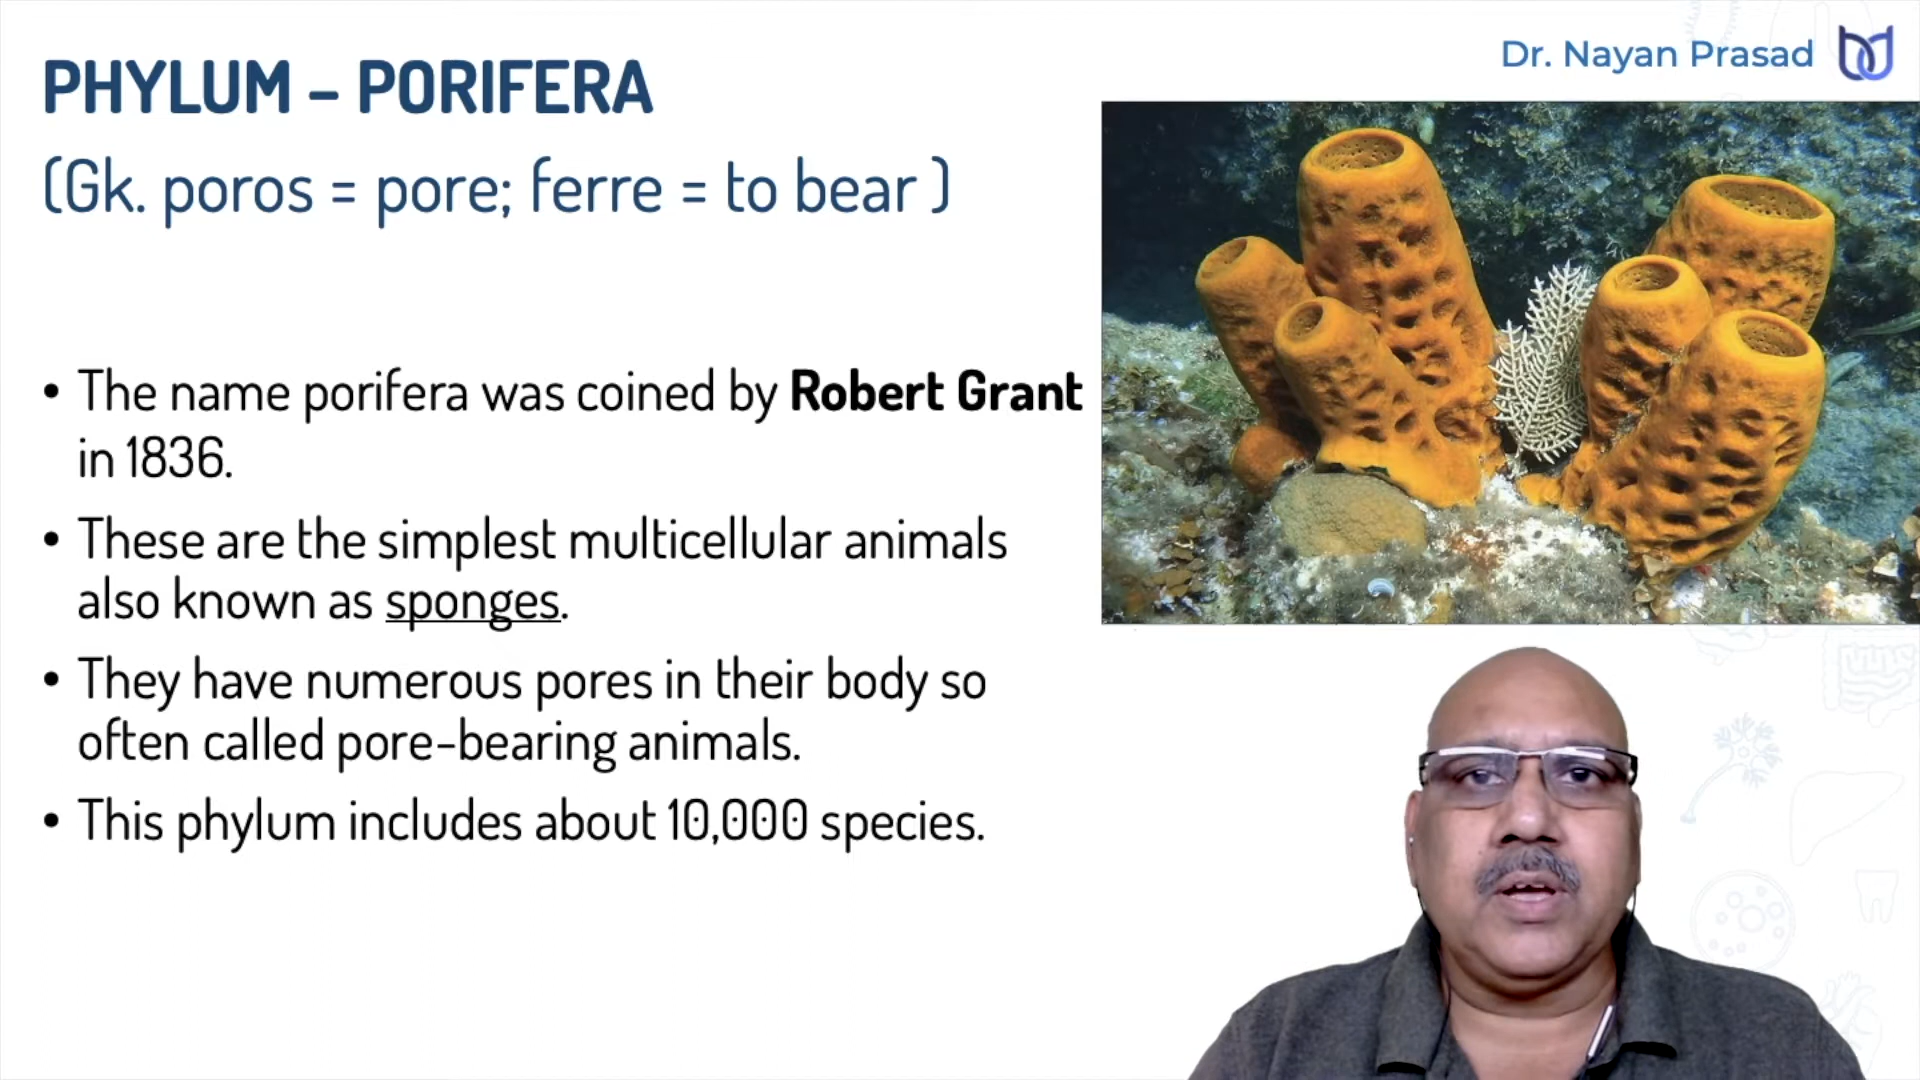 Dr. Nayan Prasad
PHYLUM – PORIFERA
(Gk. poros = pore; ferre = to bear )
• The name porifera was coined by Robert Grant
in 1836.
• These are the simplest multicellular animals
also known as sponges.
• They have numerous pores in their body so
often called pore-bearing animals.
• This phylum includes about 10,000 species.